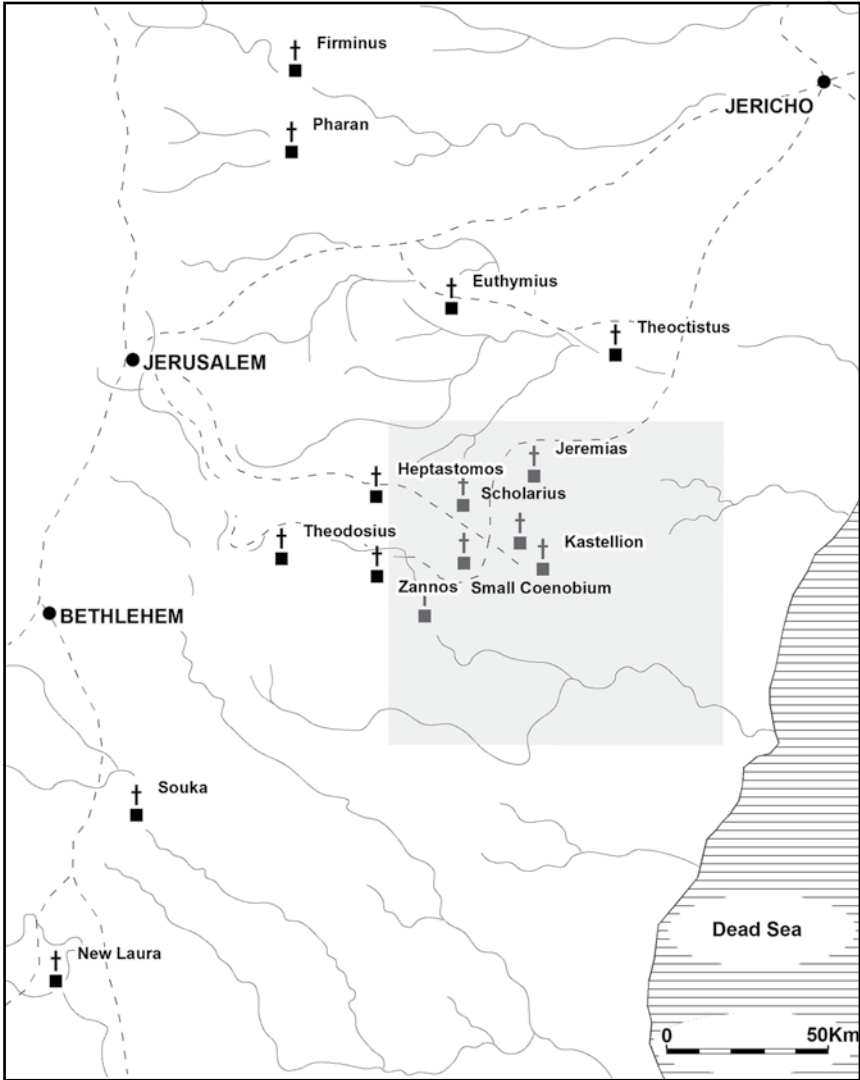 Firminus
JERICHO
Pharan
Euthymius
Theoctistus
JERUSALEM
Jeremias
Heptastomos
Scholarius
Theodosius
Kastellion
Zannos
Small Coenobium
BETHLEHEM
Souka
Dead Sea
New Laura
0 50Km